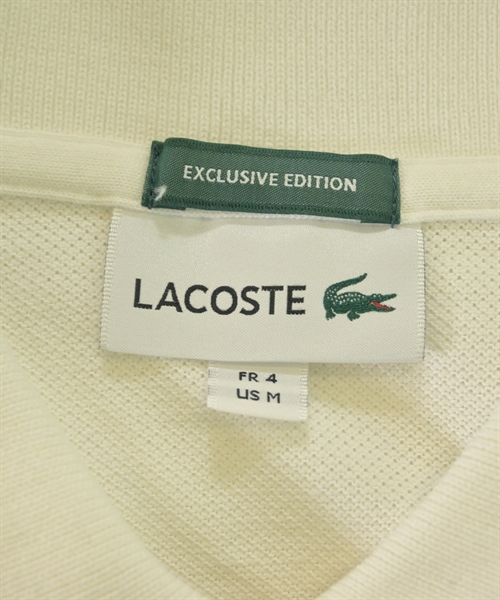 EXCLUSIVE EDITION
LACOSTE
FR 4
US M